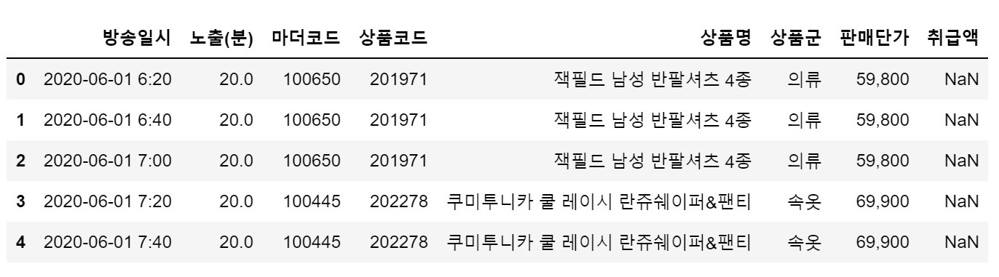 방송일시 노출(분) 마더코드 상품코드 상품명 상품군 판매단가 취급액
0 2020-06-01 6:20 20.0 100650 201971 잭필드 남성 반팔셔츠 4종 의류 59,800 NaN
1 2020-06-01 6:40 20.0 100650 201971 잭필드 남성 반팔셔츠 4종 의류 59,800 NaN
2 2020-06-01 7:00 20.0 100650 201971 잭필드 남성 반팔셔츠 4종 의류 59,800 NaN
3 2020-06-01 7:20 20.0 100445 202278 쿠미투니카 쿨 레이시 란쥬쉐이퍼&팬티 속옷 69,900 NaN
4 2020-06-01 7:40 20.0 100445 202278 쿠미투니카 쿨 레이시 란쥬쉐이퍼&팬티 속옷 69,900 NaN